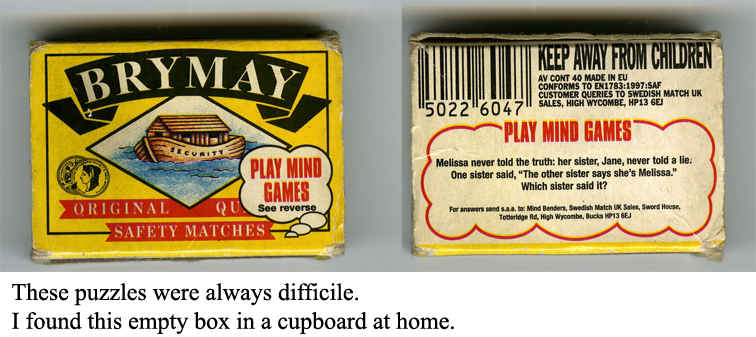 BRYMAY
SECURITY
PLAY MIND
GAMES
See reverse
ORIGINAL QU
SAFETY MATCHES
5022 6047
KEEP AWAY FROM CHILDREN
AV CONT 40 MADE IN EU
CONFORMS TO EN1783:1997:SAF
CUSTOMER QUERIES TO SWEDISH MATCH UK
SALES, HIGH WYCOMBE, HP13 6EJ
PLAY MIND GAMES
Melissa never told the truth: her sister, Jane, never told a lie.
One sister said, “The other sister says she's Melissa.”
Which sister said it?
For answers send s.a.e. to: Mind Benders, Swedish Match UK Sales, Sword House,
Totteridge Rd, High Wycombe, Bucks HP13 6EJ
These puzzles were always difficile.
I found this empty box in a cupboard at home.